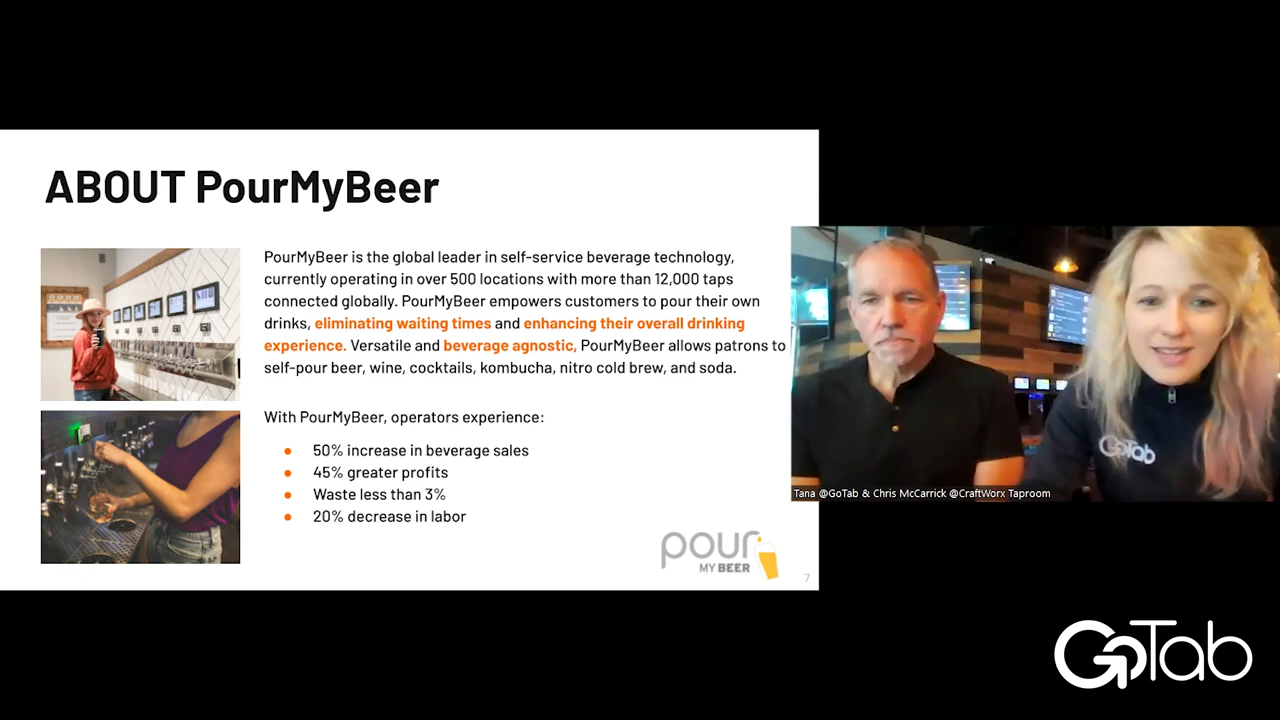 ABOUT PourMyBeer
PourMyBeer is the global leader in self-service beverage technology,
currently operating in over 500 locations with more than 12,000 taps
connected globally. PourMyBeer empowers customers to pour their own
drinks, eliminating waiting times and enhancing their overall drinking
experience. Versatile and beverage agnostic, PourMyBeer allows patrons to
self-pour beer, wine, cocktails, kombucha, nitro cold brew, and soda.
With PourMyBeer, operators experience:
● 50% increase in beverage sales
● 45% greater profits
● Waste less than 3%
● 20% decrease in labor
pour
MY BEER
7
GoTab
Tana @GoTab & Chris McCarrick @CraftWorx Taproom
GoTab